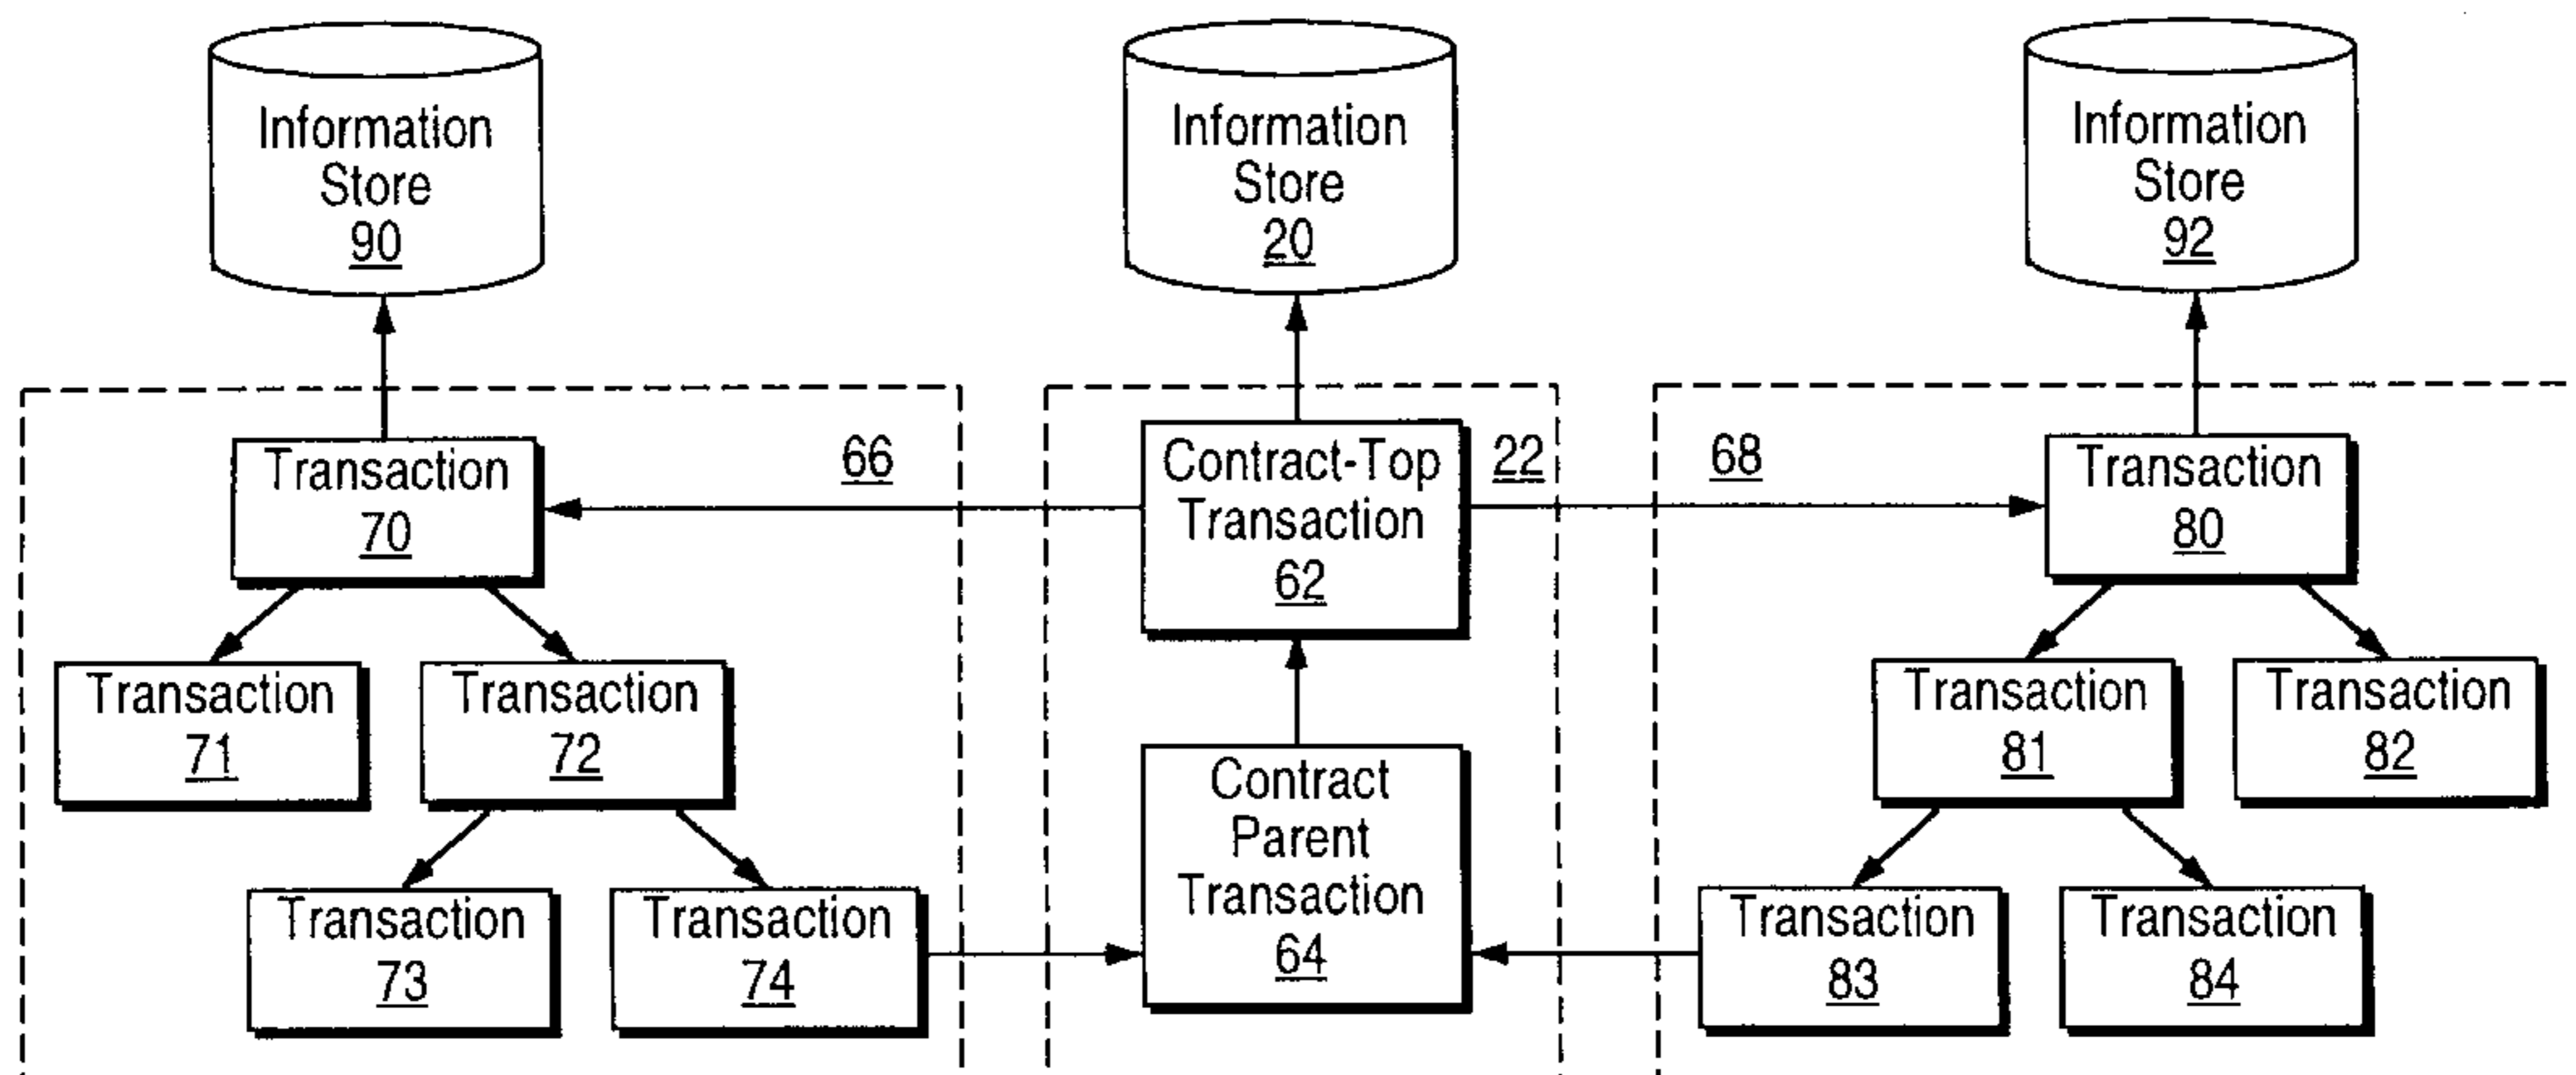 Information
Store
90
Information
Store
20
Information
Store
92
Transaction
70
66
Contract-Top
Transaction
62
22
68
Transaction
80
Transaction
71
Transaction
72
Contract
Parent
Transaction
64
Transaction
81
Transaction
82
Transaction
73
Transaction
74
Transaction
83
Transaction
84